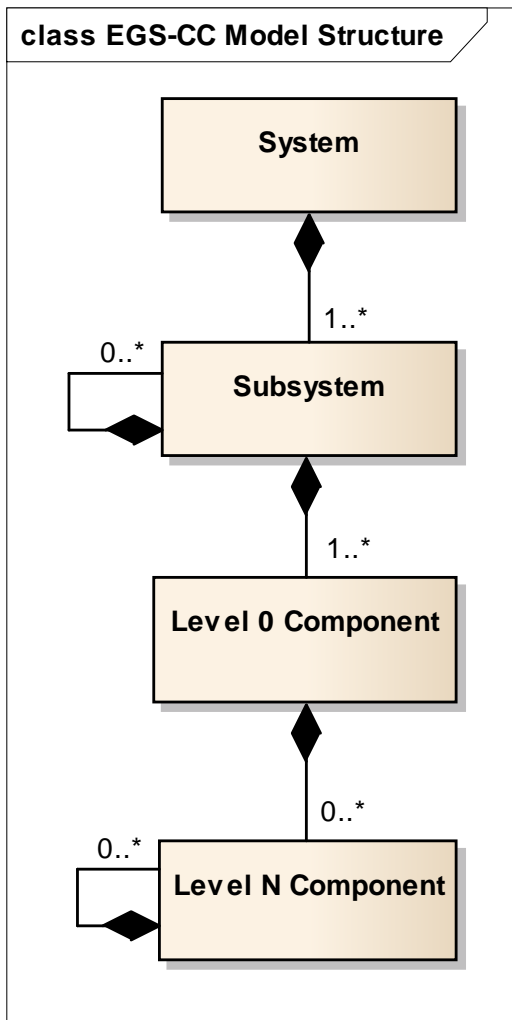 class EGS-CC Model Structure
System
1..*
0..*
Subsystem
1..*
Level 0 Component
0..*
0..*
Level N Component